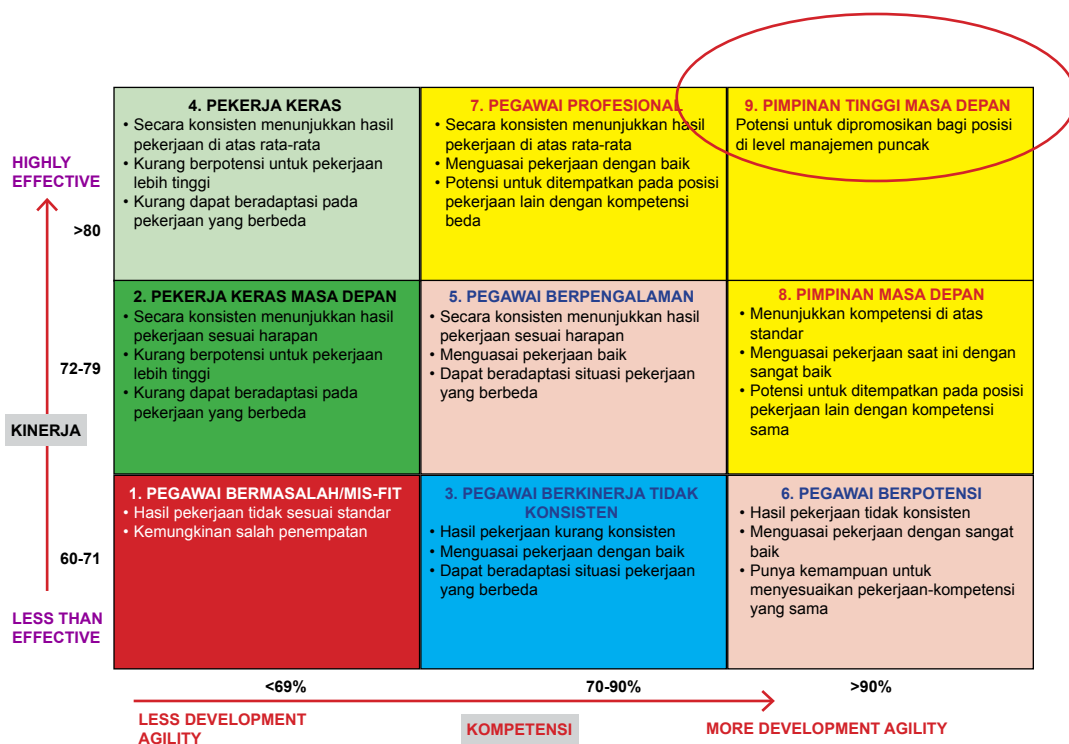 4. PEKERJA KERAS
• Secara konsisten menunjukkan hasil
pekerjaan di atas rata-rata
• Kurang berpotensi untuk pekerjaan
lebih tinggi
• Kurang dapat beradaptasi pada
pekerjaan yang berbeda
7. PEGAWAI PROFESIONAL
• Secara konsisten menunjukkan hasil
pekerjaan di atas rata-rata
• Menguasai pekerjaan dengan baik
• Potensi untuk ditempatkan pada posisi
pekerjaan lain dengan kompetensi
beda
9. PIMPINAN TINGGI MASA DEPAN
Potensi untuk dipromosikan bagi posisi
di level manajemen puncak
HIGHLY
EFFECTIVE
>80
2. PEKERJA KERAS MASA DEPAN
• Secara konsisten menunjukkan hasil
pekerjaan sesuai harapan
• Kurang berpotensi untuk pekerjaan
lebih tinggi
• Kurang dapat beradaptasi pada
pekerjaan yang berbeda
5. PEGAWAI BERPENGALAMAN
• Secara konsisten menunjukkan hasil
pekerjaan sesuai harapan
• Menguasai pekerjaan baik
• Dapat beradaptasi situasi pekerjaan
yang berbeda
8. PIMPINAN MASA DEPAN
• Menunjukkan kompetensi di atas
standar
• Menguasai pekerjaan saat ini dengan
sangat baik
• Potensi untuk ditempatkan pada posisi
pekerjaan lain dengan kompetensi
sama
72-79
KINERJA
1. PEGAWAI BERMASALAH/MIS-FIT
• Hasil pekerjaan tidak sesuai standar
• Kemungkinan salah penempatan
3. PEGAWAI BERKINERJA TIDAK
KONSISTEN
• Hasil pekerjaan kurang konsisten
• Menguasai pekerjaan dengan baik
• Dapat beradaptasi situasi pekerjaan
yang berbeda
6. PEGAWAI BERPOTENSI
• Hasil pekerjaan tidak konsisten
• Menguasai pekerjaan dengan sangat
baik
• Punya kemampuan untuk
menyesuaikan pekerjaan-kompetensi
yang sama
60-71
LESS THAN
EFFECTIVE
<69%
70-90%
>90%
LESS DEVELOPMENT
AGILITY
KOMPETENSI
MORE DEVELOPMENT AGILITY